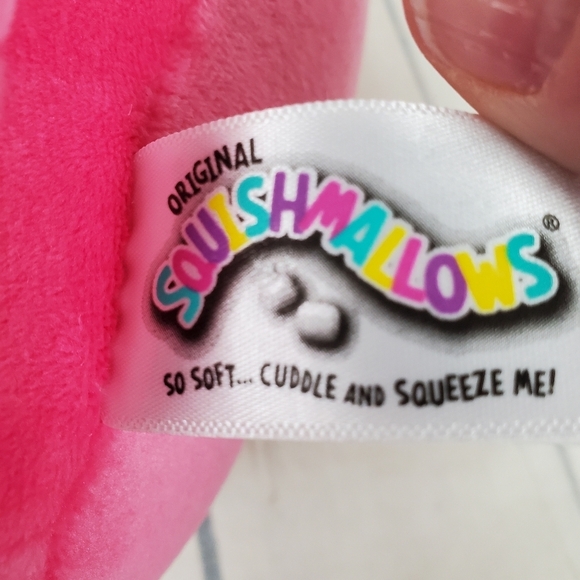 ORIGINAL
SQUISHMALLOWS®
SO SOFT... CUDDLE AND SQUEEZE ME!